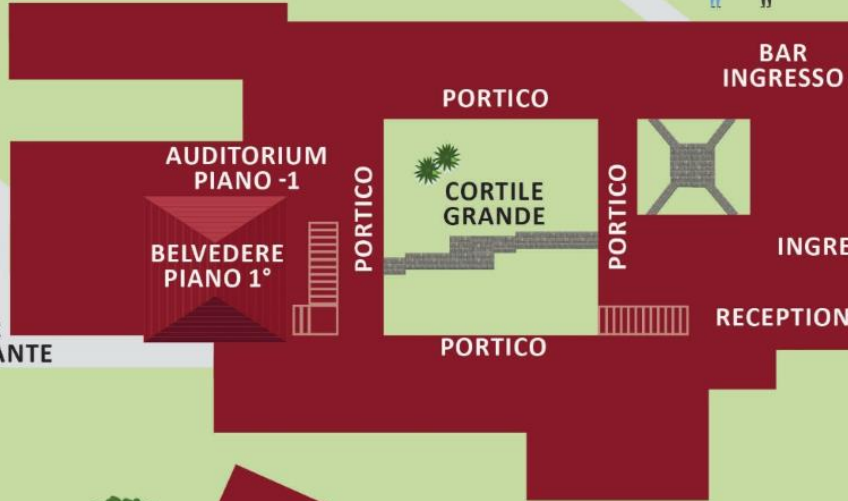 BAR
INGRESSO
PORTICO
AUDITORIUM
PIANO -1
PORTICO
CORTILE
GRANDE
PORTICO
BELVEDERE
PIANO 1°
INGRE
RECEPTION
PORTICO
ANTE